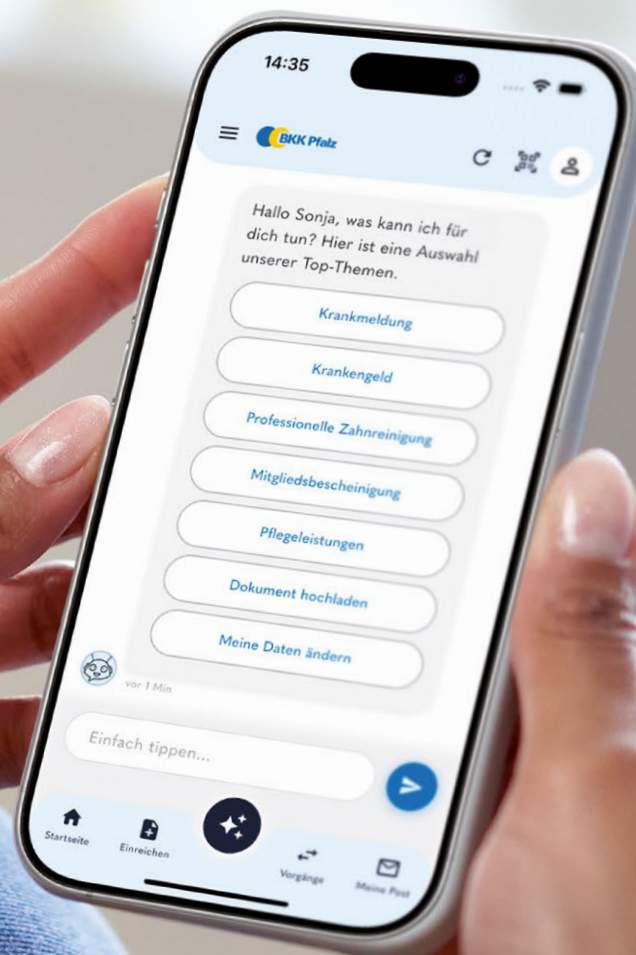 14:35
BKK Pfalz
Hallo Sonja, was kann ich für
dich tun? Hier ist eine Auswahl
unserer Top-Themen.
Krankmeldung
Krankengeld
Professionelle Zahnreinigung
Mitgliedsbescheinigung
Pflegeleistungen
Dokument hochladen
Meine Daten ändern
vor 1 Min
Einfach tippen...
Startseite
Einreichen
Vorgänge
Meine Post